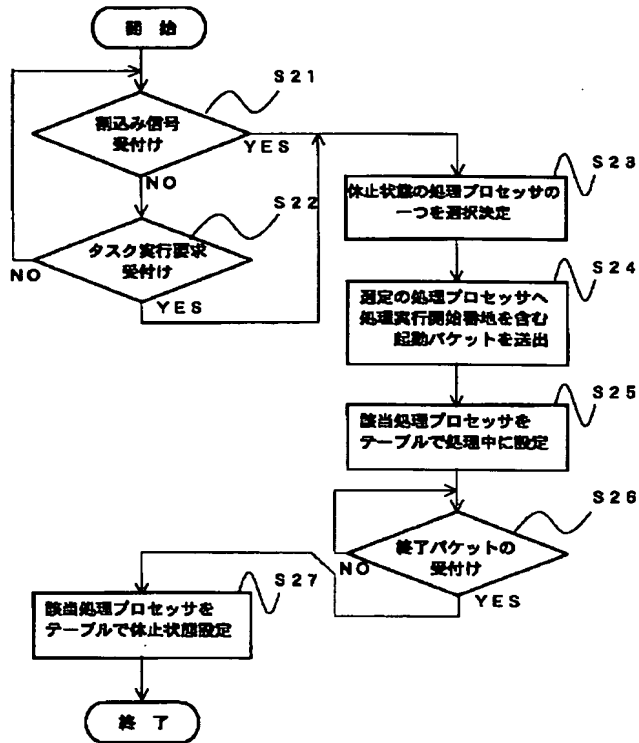 開 始
S21
割込み信号
受付け
YES
NO
S22
タスク実行要求
受付け
NO
YES
S23
休止状態の処理プロセッサの
一つを選択決定
S24
選定の処理プロセッサへ
処理実行開始番地を含む
起動パケットを送出
S25
該当処理プロセッサを
テーブルで処理中に設定
S26
終了パケットの
受付け
NO
YES
S27
該当処理プロセッサを
テーブルで休止状態設定
終 了